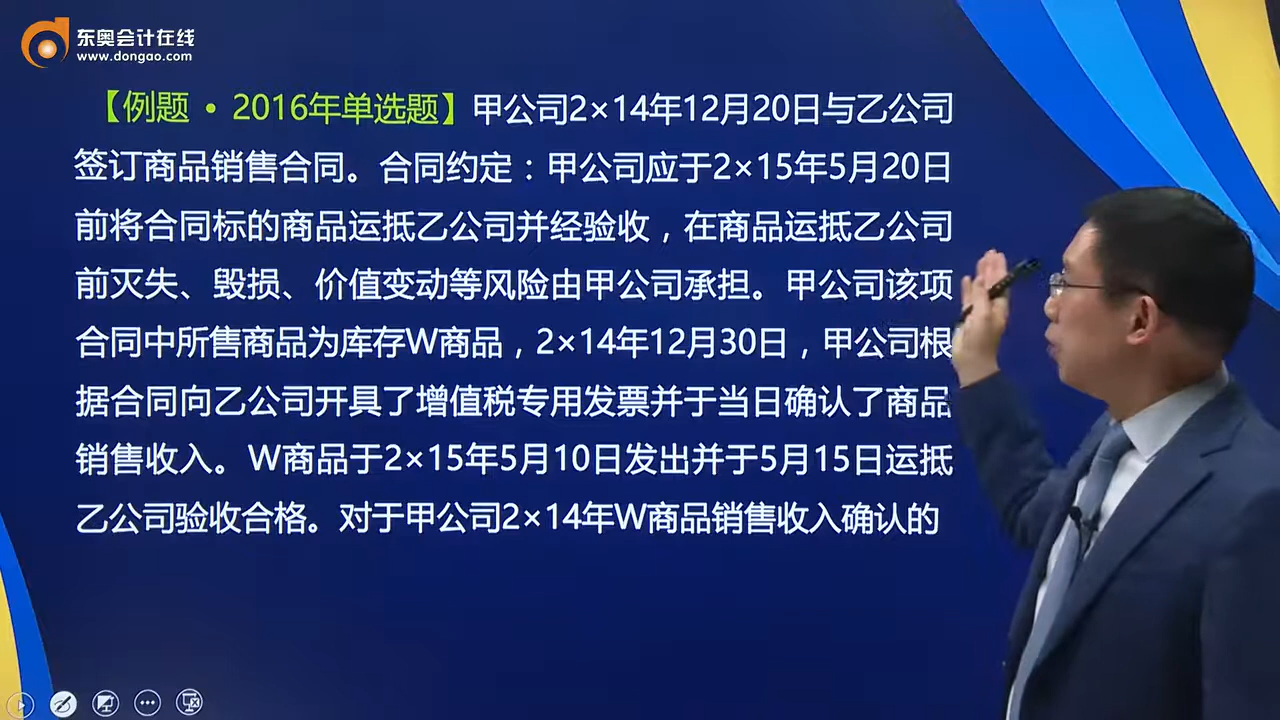 东奥会计在线
www.dongao.com
【例题 • 2016年单选题】甲公司2×14年12月20日与乙公司
签订商品销售合同。合同约定：甲公司应于2×15年5月20日
前将合同标的商品运抵乙公司并经验收，在商品运抵乙公司
前灭失、毁损、价值变动等风险由甲公司承担。甲公司该项
合同中所售商品为库存W商品，2×14年12月30日，甲公司根
据合同向乙公司开具了增值税专用发票并于当日确认了商品
销售收入。W商品于2×15年5月10日发出并于5月15日运抵
乙公司验收合格。对于甲公司2×14年W商品销售收入确认的